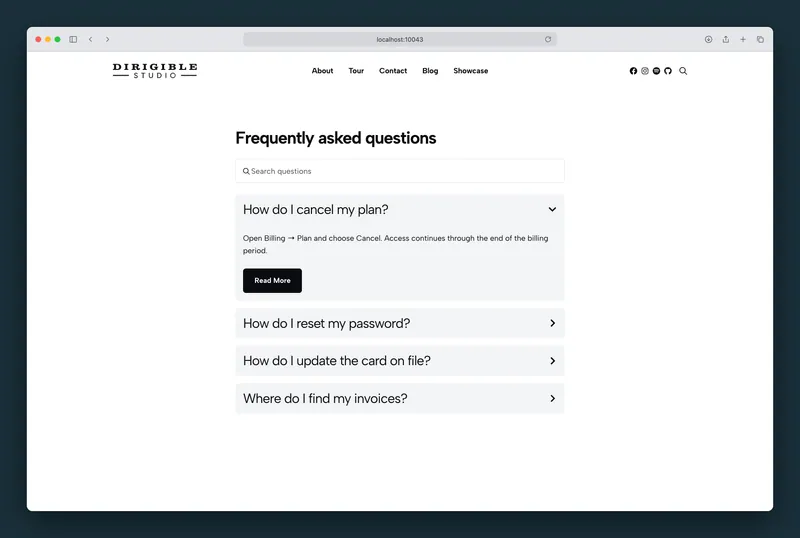 localhost:10043
DIRIGIBLE
STUDIO
About Tour Contact Blog Showcase
Frequently asked questions
Search questions
How do I cancel my plan?
Open Billing → Plan and choose Cancel. Access continues through the end of the billing
period.
Read More
How do I reset my password?
How do I update the card on file?
Where do I find my invoices?